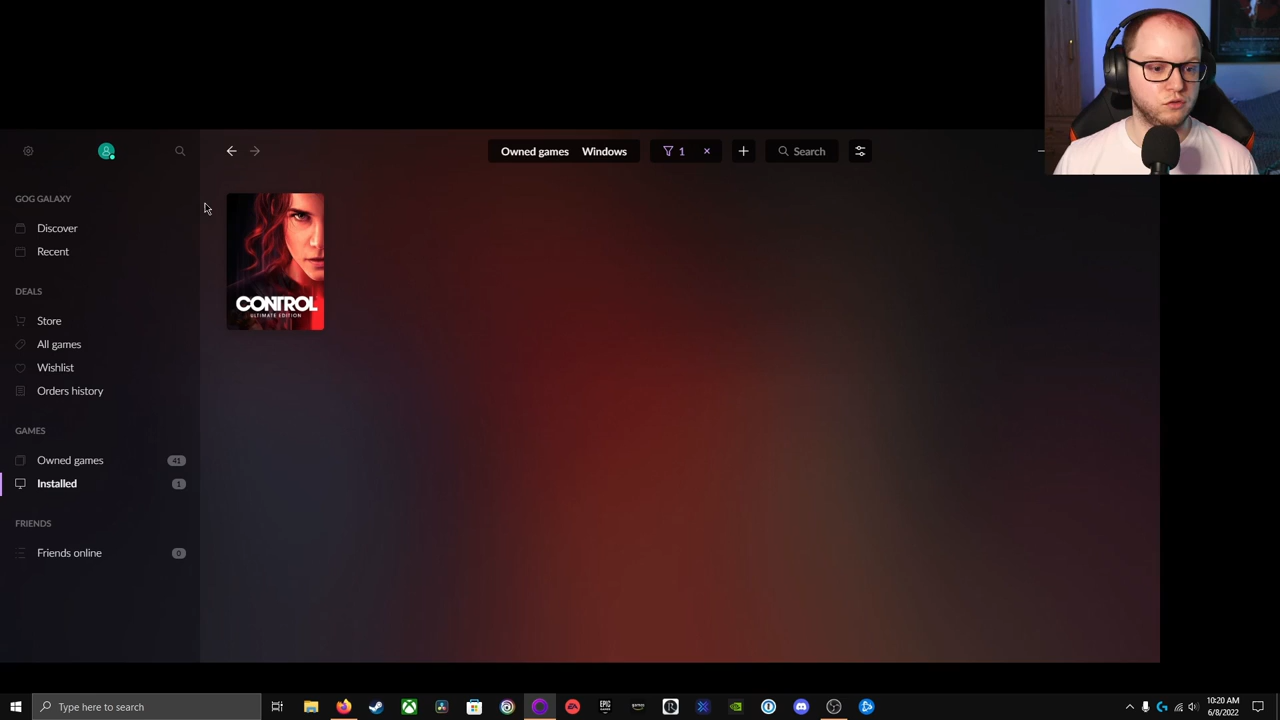 Owned games Windows
1
Search
GOG GALAXY
Discover
Recent
DEALS
Store
All games
Wishlist
Orders history
GAMES
Owned games 41
Installed 1
FRIENDS
Friends online 0
CONTROL
ULTIMATE EDITION
Type here to search
EPIC
EA
10:20 AM
6/8/2022